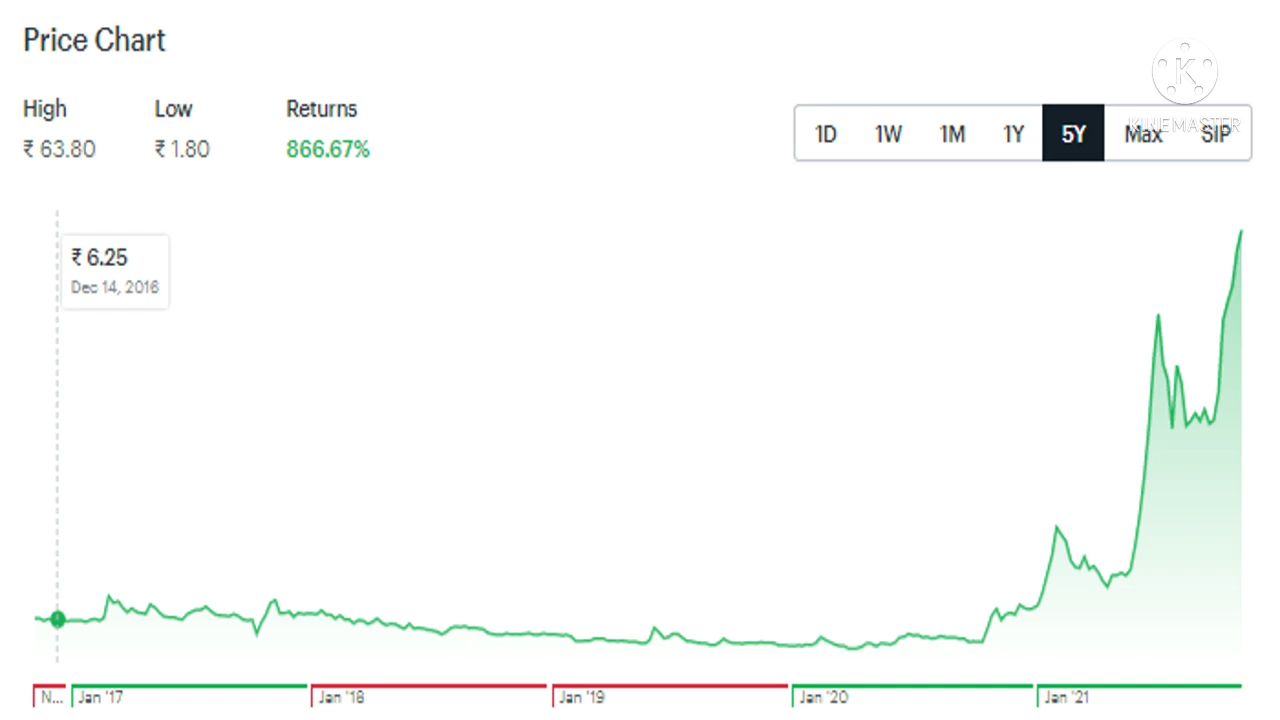 Price Chart
High Low Returns
₹ 63.80 ₹ 1.80 866.67%
1D 1W 1M 1Y 5Y Max SIP
K
KINEMASTER
₹ 6.25
Dec 14, 2016
N... Jan '17 Jan '18 Jan '19 Jan '20 Jan '21